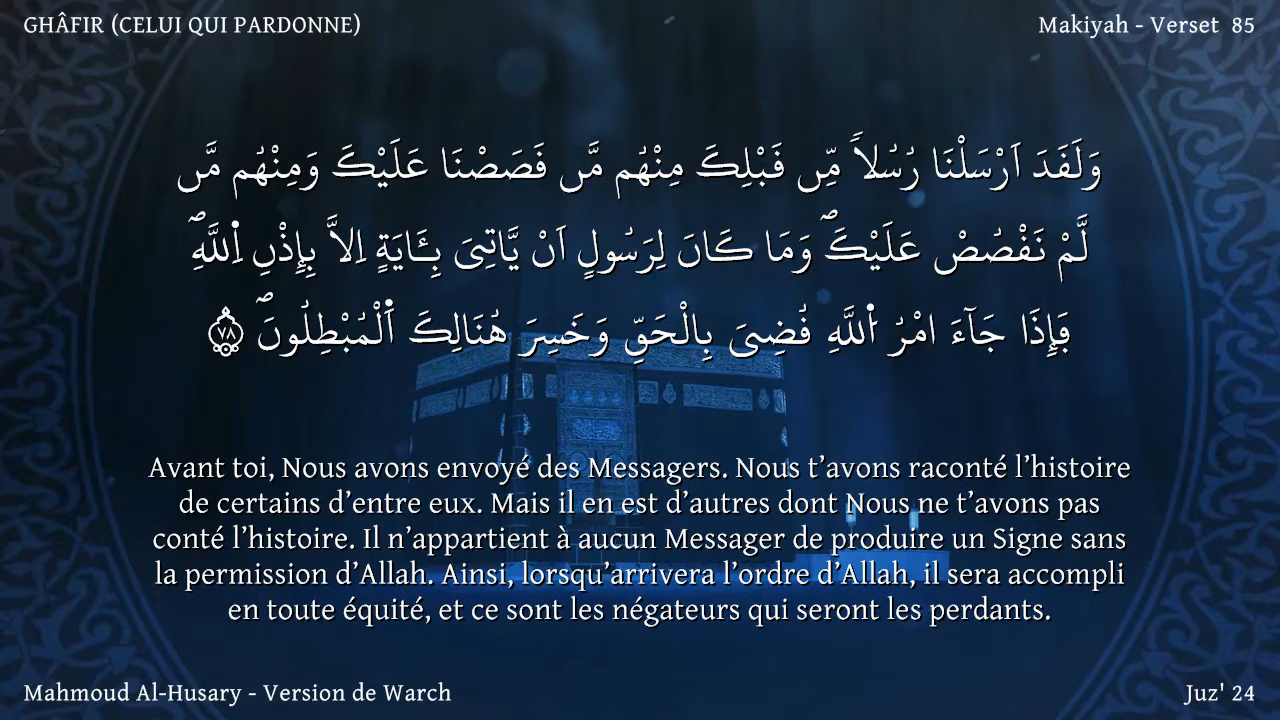 GHÂFIR (CELUI QUI PARDONNE)
Makiyah - Verset 85
وَلَقَدَ اَرْسَلْنَا رُسُلاٗ مِّن قَبْلِكَ مِنْهُم مَّن قَصَصْنَا عَلَيْكَ وَمِنْهُم مَّن
لَّمْ نَقْصُصْ عَلَيْكَۖ وَمَا كَانَ لِرَسُولٍ اَنْ يَّاتِىَ بِـَٔايَةٍ اِلاَّ بِإِذْنِ اِ۬للَّهِۖ
فَإِذَا جَآءَ امْرُ اُ۬للَّهِ قُضِىَ بِالْحَقِّ وَخَسِرَ هُنَالِكَ اَ۬لْمُبْطِلُونَۖ ٧٨
Avant toi, Nous avons envoyé des Messagers. Nous t’avons raconté l’histoire
de certains d’entre eux. Mais il en est d’autres dont Nous ne t’avons pas
conté l’histoire. Il n’appartient à aucun Messager de produire un Signe sans
la permission d’Allah. Ainsi, lorsqu’arrivera l’ordre d’Allah, il sera accompli
en toute équité, et ce sont les négateurs qui seront les perdants.
Mahmoud Al-Husary - Version de Warch
Juz' 24